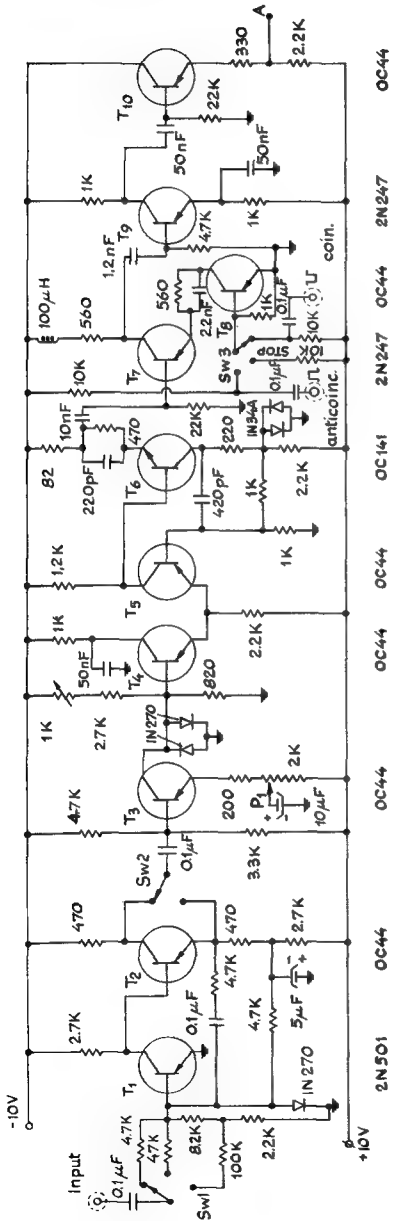 -10V
Input
0.1µF
4.7K
47K
Sw1
8.2K
100K
2.2K
2.7K
T1
1N270
+10V
470
T2
0.1µF
4.7K
470
4.7K
5µF
2.7K
Sw2
0.1µF
4.7K
T3
3.3K
200
P1
2K
10µF
1N270
1K
2.7K
820
50nF
1K
T4
2.2K
1.2K
T5
1K
1K
420pF
82
10nF
220pF
470
T6
220
1N34A
2.2K
22K
10K
100µH
560
T7
Sw3
0.1µF
anticoinc.
STOP
10K
560
2.2nF
T8
1K
0.1µF
10K
coin.
1.2nF
1K
T9
4.7K
1K
50nF
50nF
T10
22K
330
A
2.2K
2N501
OC44
OC44
OC44
OC44
OC141
2N247
OC44
2N247
OC44